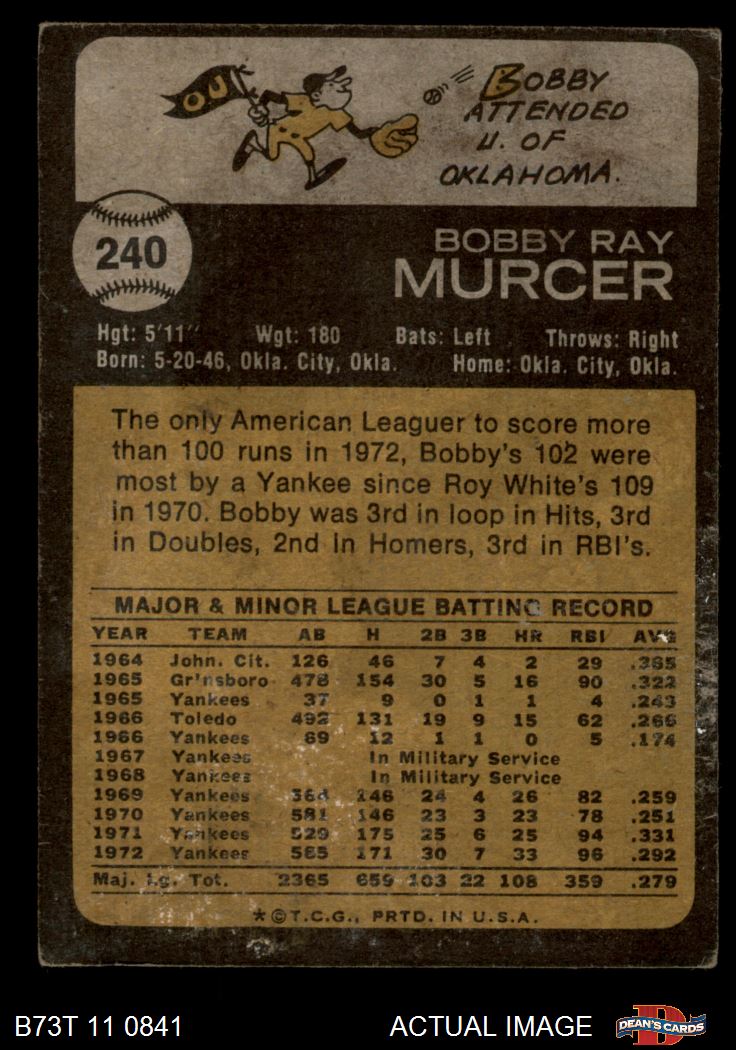 OU
BOBBY
ATTENDED
U. OF
OKLAHOMA.
240
BOBBY RAY
MURCER
Hgt: 5'11" Wgt: 180 Bats: Left Throws: Right
Born: 5-20-46, Okla. City, Okla. Home: Okla. City, Okla.
The only American Leaguer to score more
than 100 runs in 1972, Bobby's 102 were
most by a Yankee since Roy White's 109
in 1970. Bobby was 3rd in loop in Hits, 3rd
in Doubles, 2nd in Homers, 3rd in RBI's.
MAJOR & MINOR LEAGUE BATTING RECORD
YEAR TEAM AB H 2B 3B HR RBI AVG
1964 John. Cit. 126 46 7 4 2 29 .365
1965 Gr'nsboro 478 154 30 5 16 90 .322
1965 Yankees 37 9 0 1 1 4 .243
1966 Toledo 492 131 19 9 15 62 .266
1966 Yankees 69 12 1 1 0 5 .174
1967 Yankees In Military Service
1968 Yankees In Military Service
1969 Yankees 564 146 24 4 26 82 .259
1970 Yankees 581 146 23 3 23 78 .251
1971 Yankees 529 175 25 6 25 94 .331
1972 Yankees 585 171 30 7 33 96 .292
Maj. Lg. Tot. 2365 659 103 22 108 359 .279
*©T.C.G., PRTD. IN U.S.A.
B73T 11 0841 ACTUAL IMAGE
D
DEAN'S CARDS